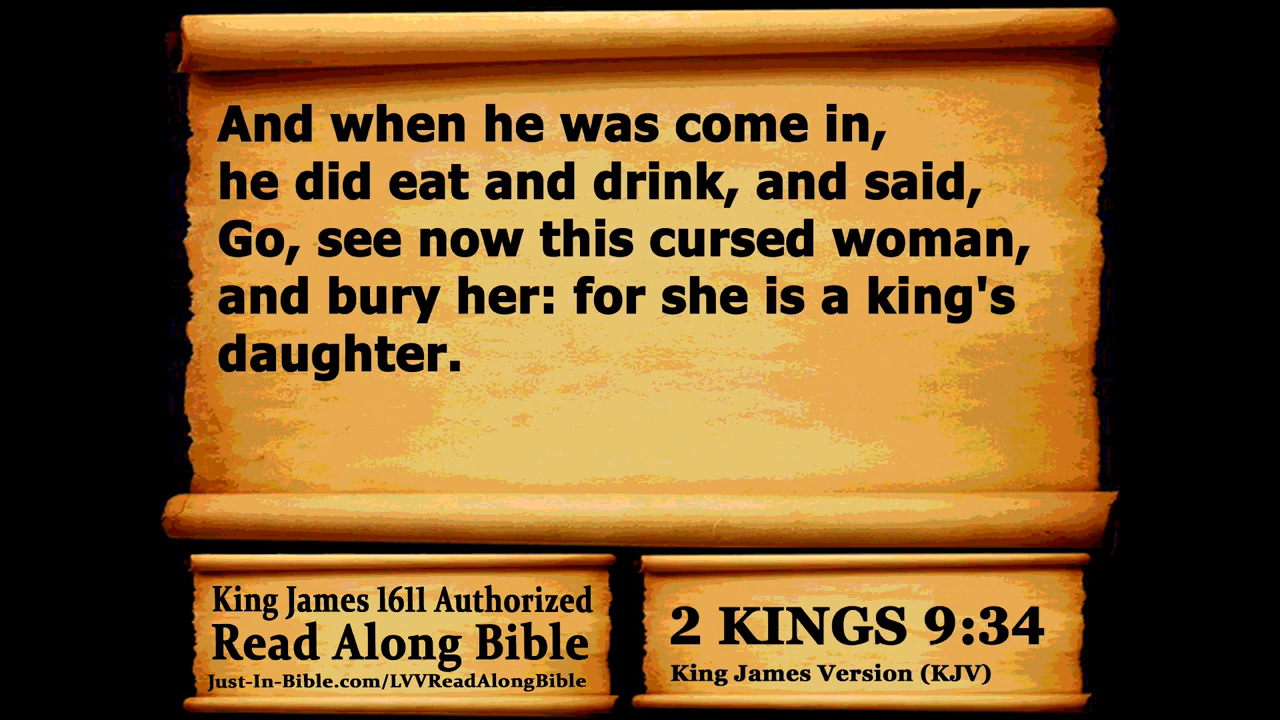 And when he was come in,
he did eat and drink, and said,
Go, see now this cursed woman,
and bury her: for she is a king's
daughter.
King James 1611 Authorized
Read Along Bible
Just-In-Bible.com/LVVReadAlongBible
2 KINGS 9:34
King James Version (KJV)